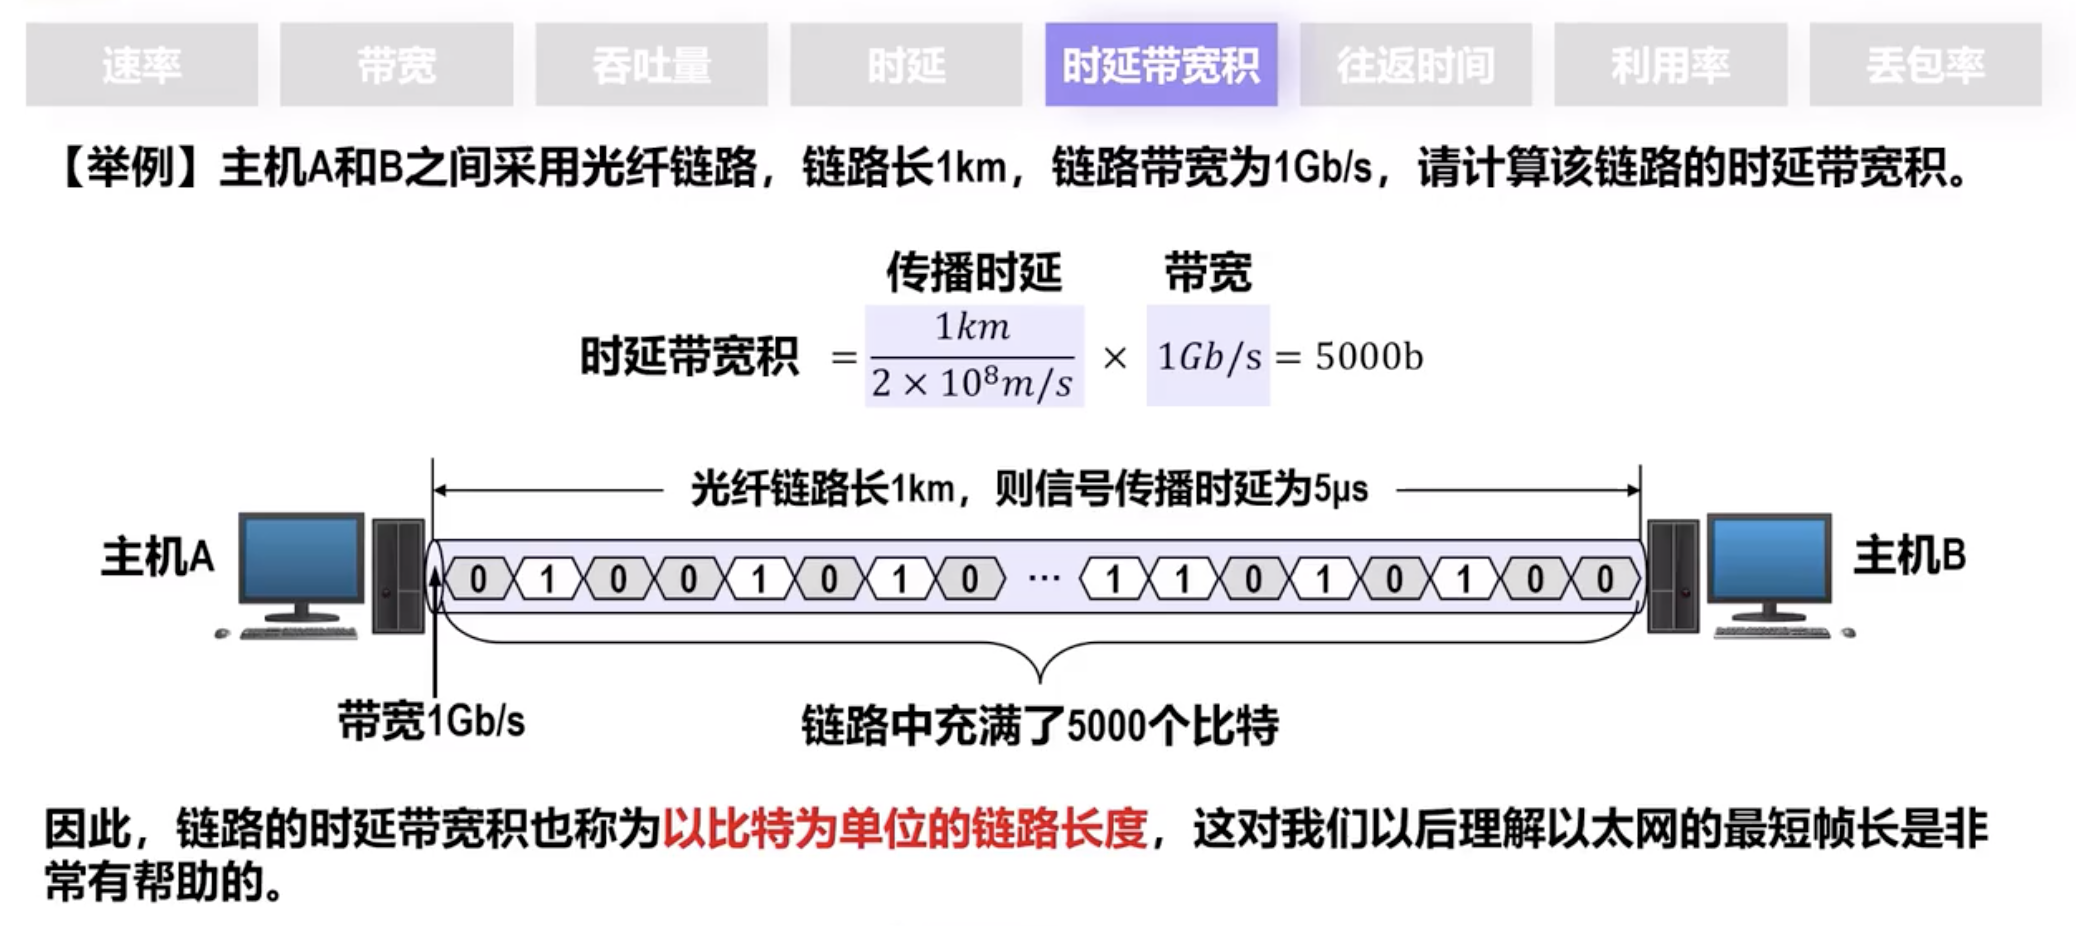 速率 带宽 吞吐量 时延 时延带宽积 往返时间 利用率 丢包率
【举例】主机A和B之间采用光纤链路，链路长1km，链路带宽为1Gb/s，请计算该链路的时延带宽积。
传播时延 带宽
时延带宽积 = \frac{1km}{2 × 10^8 m/s} × 1Gb/s = 5000b
光纤链路长1km，则信号传播时延为5μs
主机A
0 1 0 0 1 0 1 0 … 1 1 0 1 0 1 0 0
主机B
带宽1Gb/s
链路中充满了5000个比特
因此，链路的时延带宽积也称为以比特为单位的链路长度，这对我们以后理解以太网的最短帧长是非
常有帮助的。